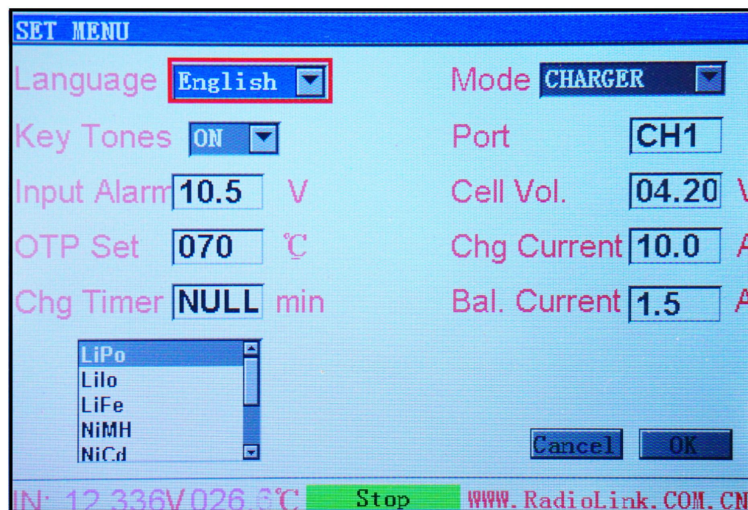 SET MENU
Language English Mode CHARGER
Key Tones ON Port CH1
Input Alarm 10.5 V Cell Vol. 04.20 V
OTP Set 070 ℃ Chg Current 10.0 A
Chg Timer NULL min Bal. Current 1.5 A
LiPo
LiIo
LiFe
NiMH
NiCd
Cancel OK
IN: 12.336V 026.6℃ Stop WWW.RadioLink.COM.CN